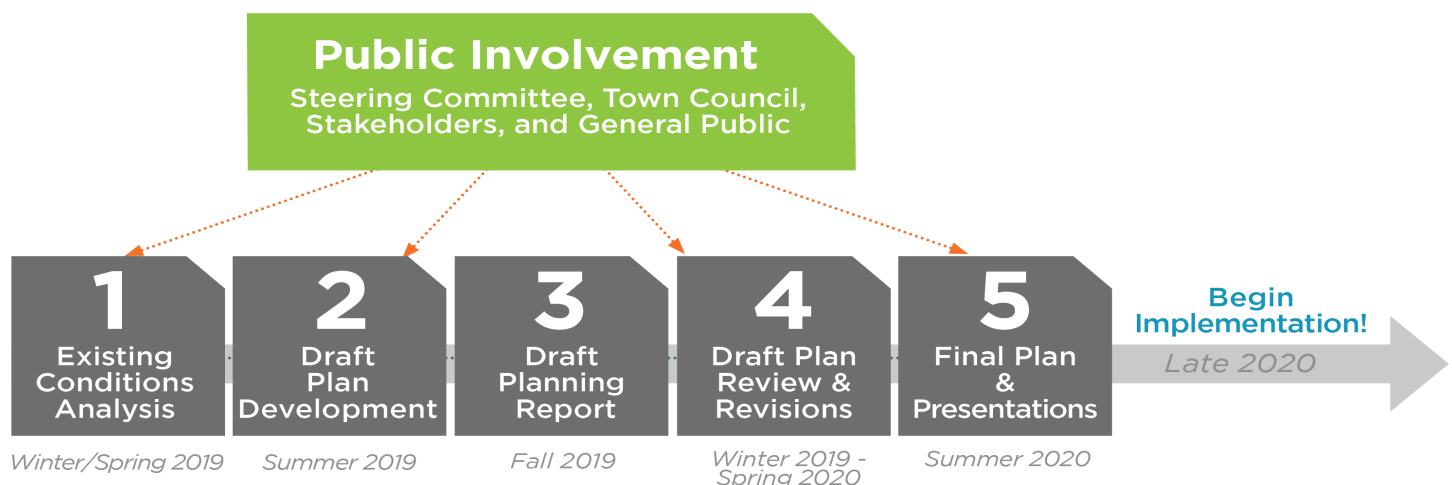 Public Involvement
Steering Committee, Town Council,
Stakeholders, and General Public
1
Existing
Conditions
Analysis
Winter/Spring 2019
2
Draft
Plan
Development
Summer 2019
3
Draft
Planning
Report
Fall 2019
4
Draft Plan
Review &
Revisions
Winter 2019 -
Spring 2020
5
Final Plan
&
Presentations
Summer 2020
Begin
Implementation!
Late 2020